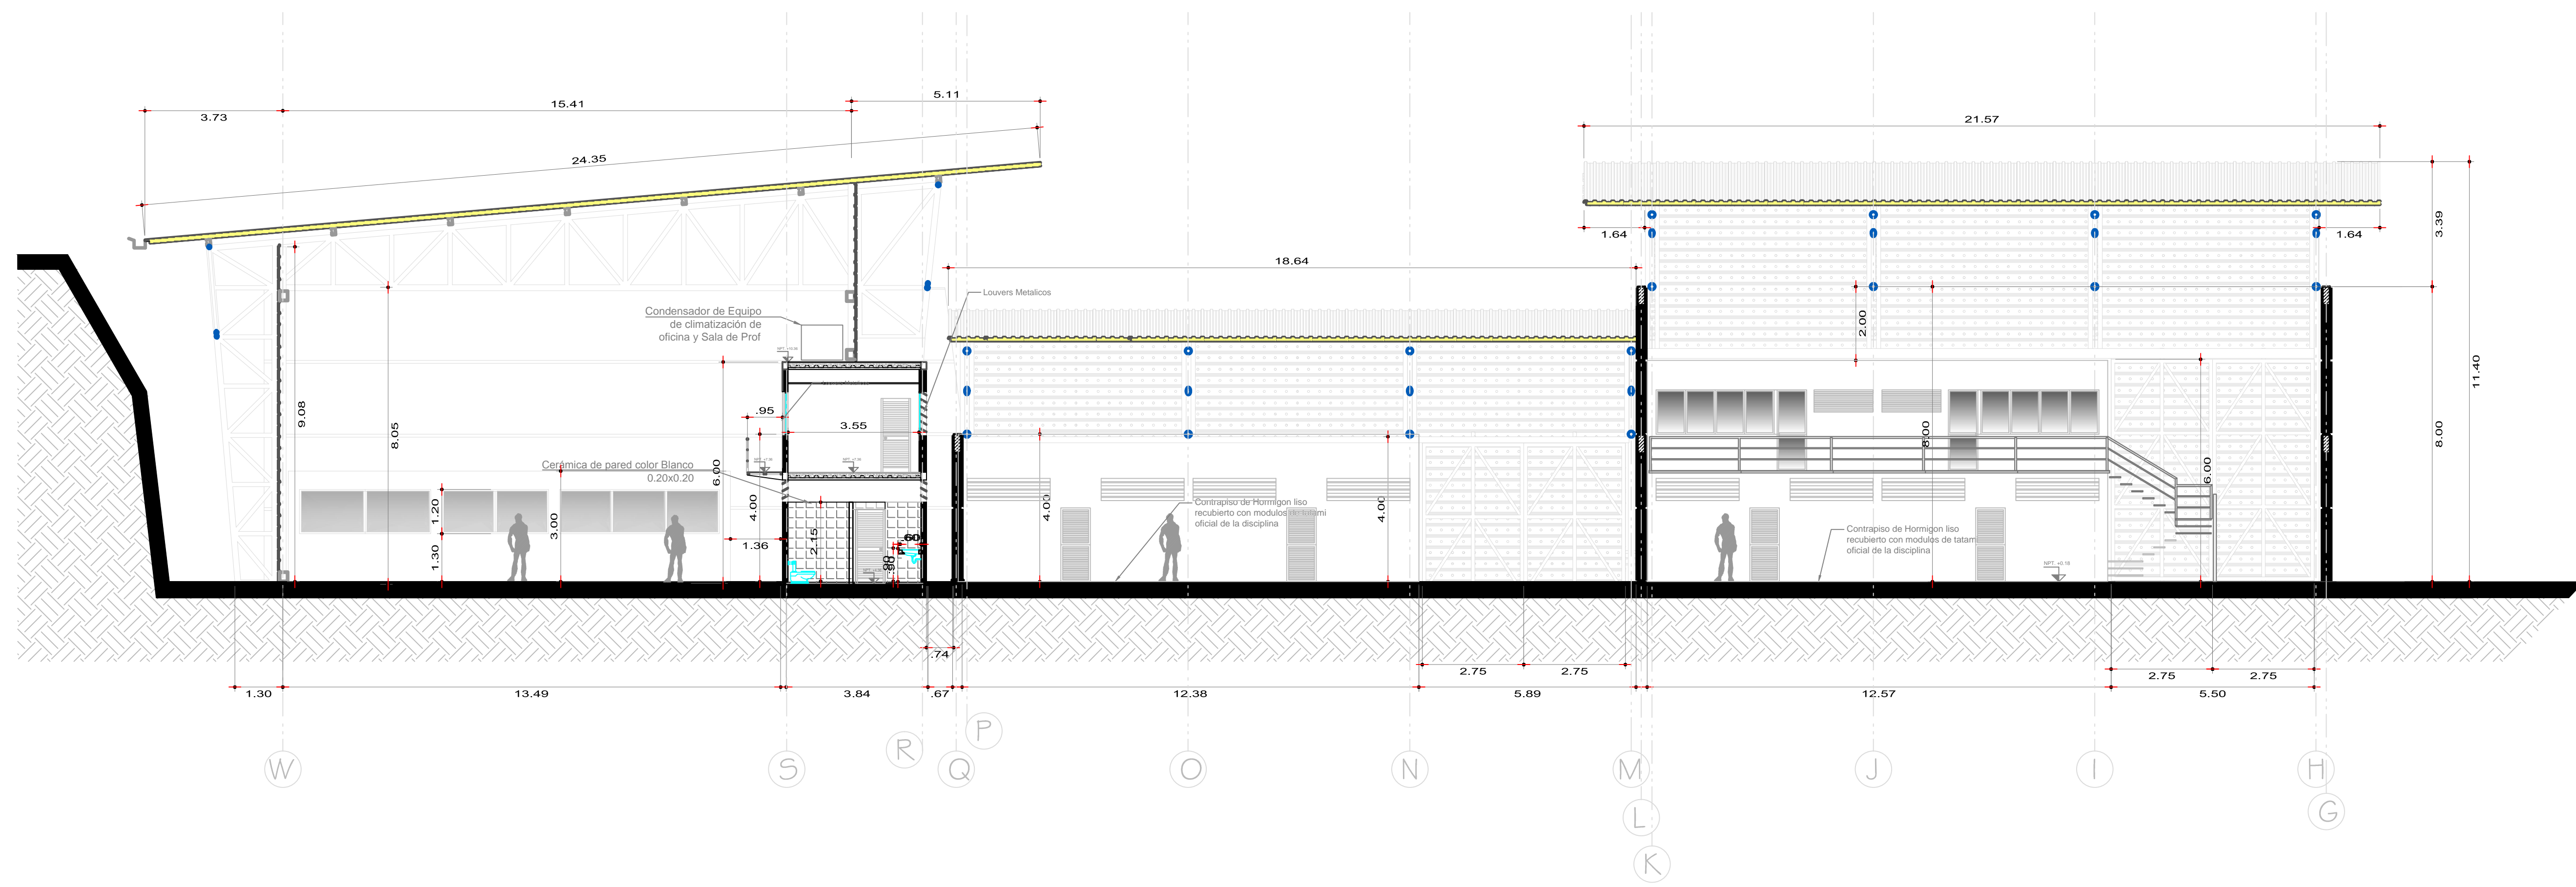 5.11
15.41
3.73
21.57
24.35
1.64
1.64
3.39
18.64
Louvers Metalicos
Condensador de Equipo
de climatización de
oficina y Sala de Prof
2.00
11.40
9.08
8.05
.95
3.55
8.00
8.00
6.00
Cerámica de pared color Blanco
0.20x0.20
6.00
1.20
4.00
4.00
4.00
Contrapiso de Hormigon liso
recubierto con modulos de tatami
oficial de la disciplina
3.00
1.36
2.15
.60
.90
1.30
Contrapiso de Hormigon liso
recubierto con modulos de tatami
oficial de la disciplina
NPT. +0.18
.74
2.75
2.75
2.75
2.75
1.30
13.49
3.84
.67
12.38
5.89
12.57
5.50
P
R
W
S
Q
O
N
M
J
I
H
L
G
K